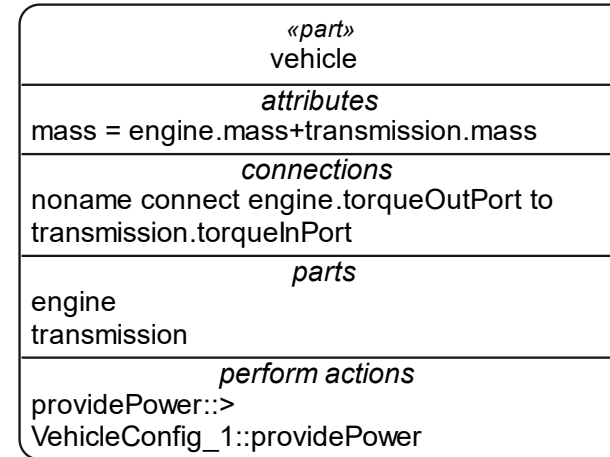 «part»
vehicle
attributes
mass = engine.mass+transmission.mass
connections
noname connect engine.torqueOutPort to
transmission.torqueInPort
parts
engine
transmission
perform actions
providePower::>
VehicleConfig_1::providePower